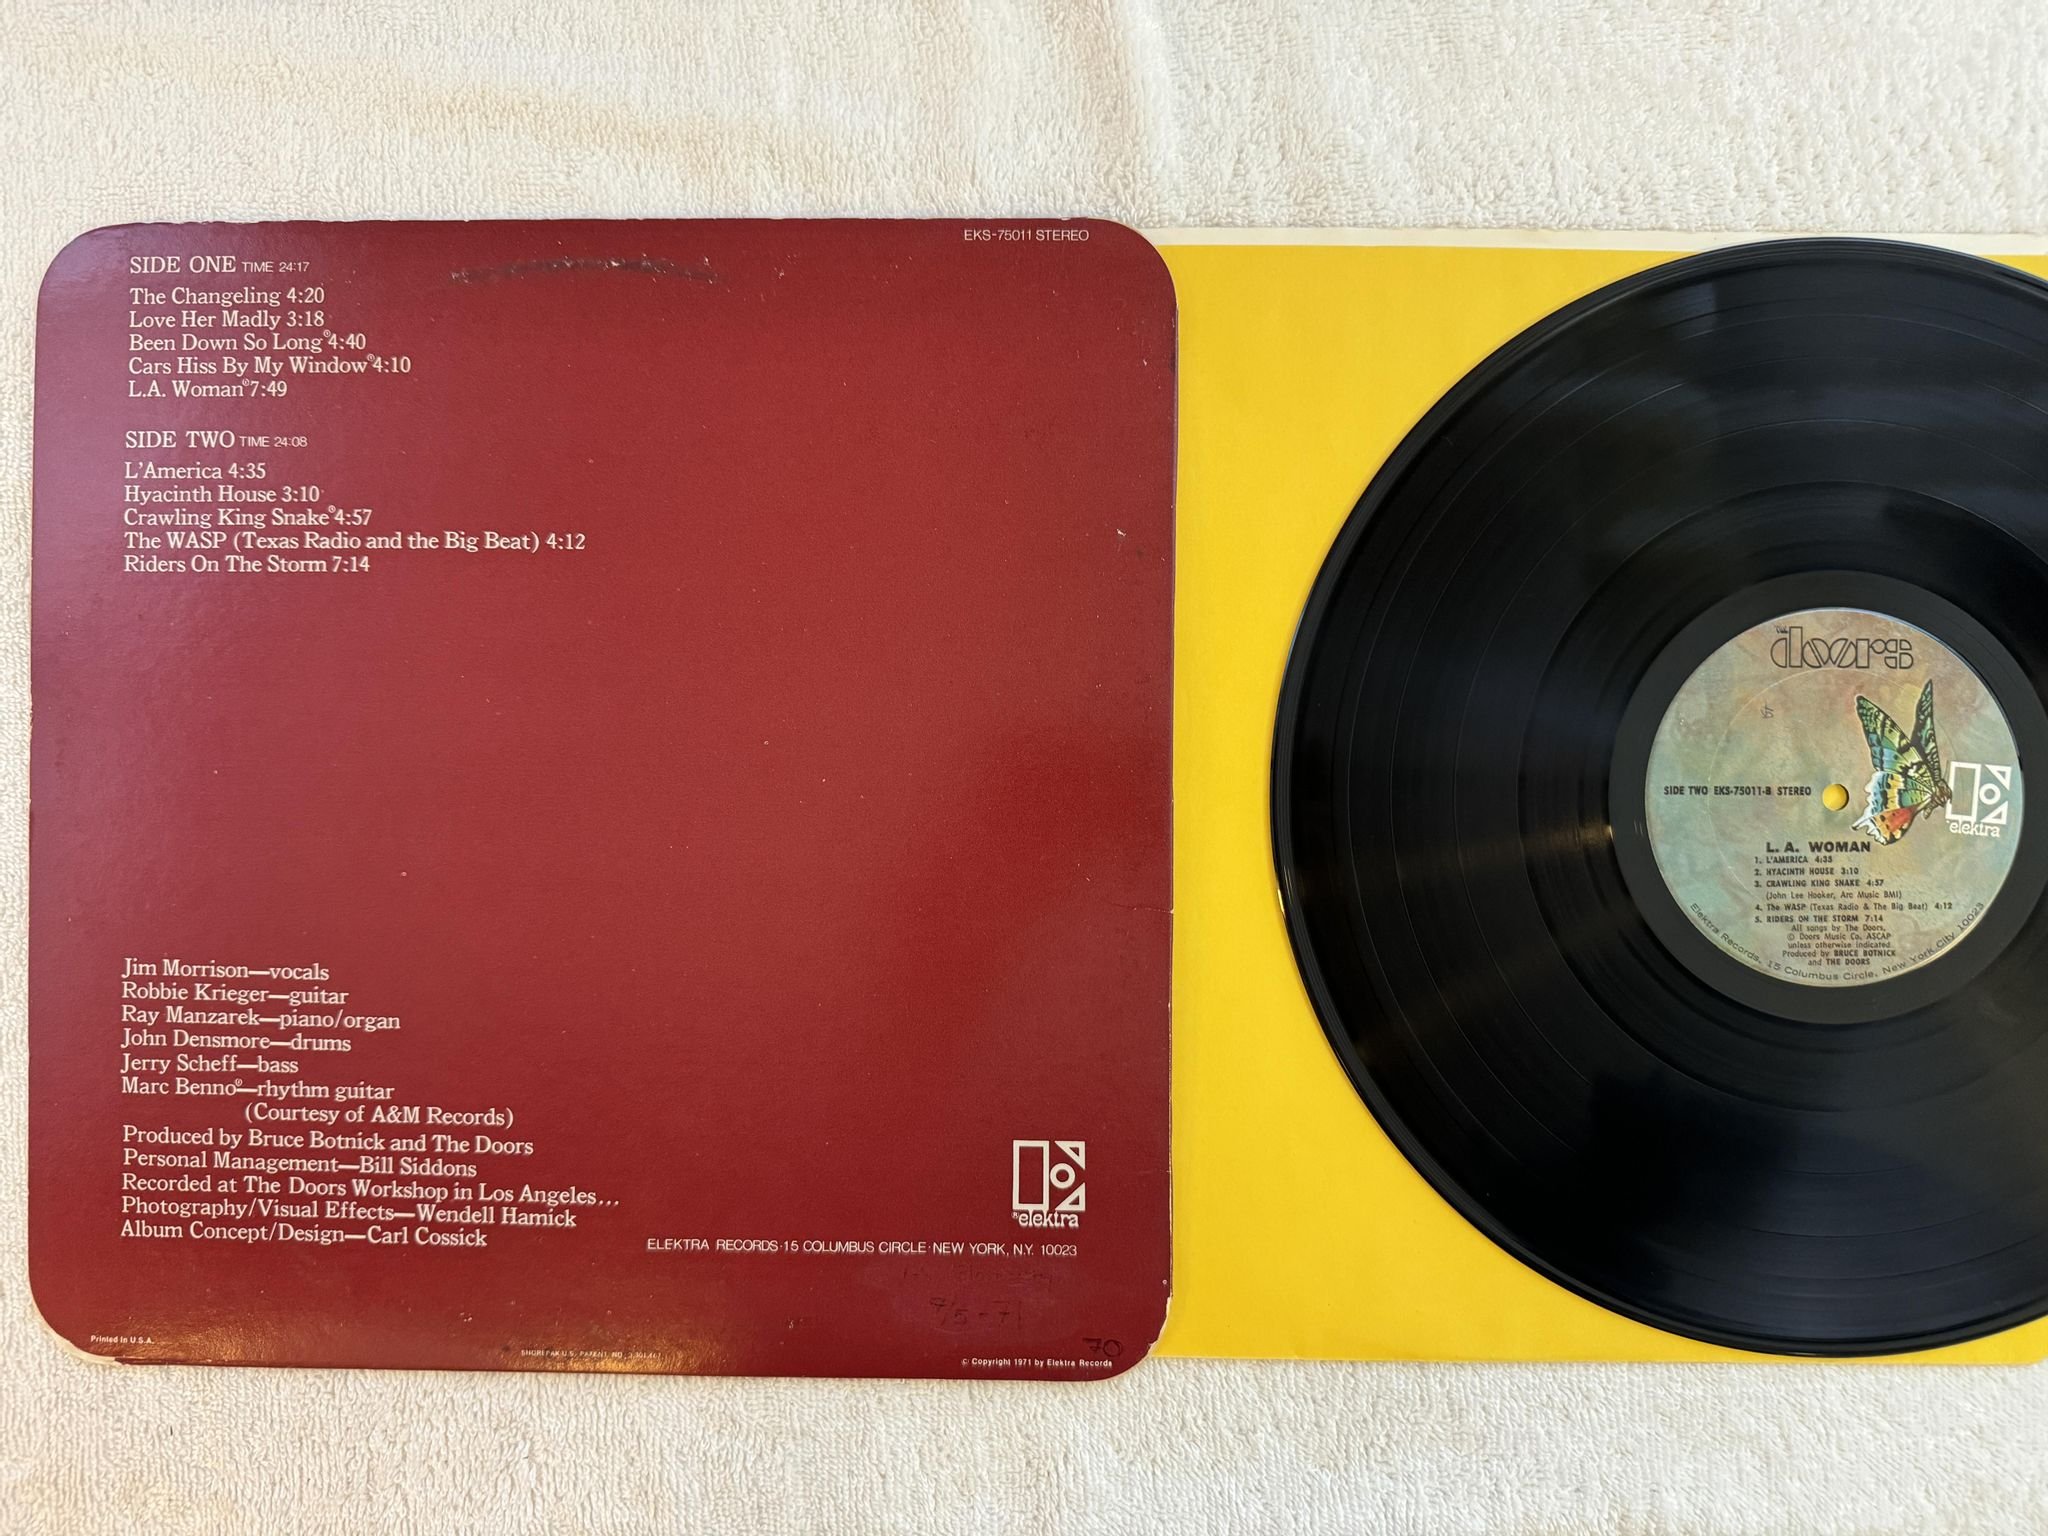 EKS-75011 STEREO
SIDE ONE TIME 24:17
The Changeling 4:20
Love Her Madly 3:18
Been Down So Long℗4:40
Cars Hiss By My Window℗4:10
L.A. Woman℗7:49
SIDE TWO TIME 24:08
L'America 4:35
Hyacinth House 3:10
Crawling King Snake℗4:57
The WASP (Texas Radio and the Big Beat) 4:12
Riders On The Storm 7:14
Jim Morrison—vocals
Robbie Krieger—guitar
Ray Manzarek—piano/organ
John Densmore—drums
Jerry Scheff—bass
Marc Benno℗—rhythm guitar
(Courtesy of A&M Records)
Produced by Bruce Botnick and The Doors
Personal Management—Bill Siddons
Recorded at The Doors Workshop in Los Angeles...
Photography/Visual Effects—Wendell Hamick
Album Concept/Design—Carl Cossick
® elektra
ELEKTRA RECORDS·15 COLUMBUS CIRCLE·NEW YORK, N.Y. 10023
9/5-71
70
Printed in U.S.A.
SHOREPAK U.S. PATENT NO.
© Copyright 1971 by Elektra Records
THE doors
SIDE TWO EKS-75011-B STEREO
elektra
L. A. WOMAN
1. L'AMERICA 4:35
2. HYACINTH HOUSE 3:10
3. CRAWLING KING SNAKE 4:57
(John Lee Hooker, Arc Music BMI)
4. The WASP (Texas Radio & The Big Beat) 4:12
5. RIDERS ON THE STORM 7:14
All songs by The Doors,
© Doors Music Co. ASCAP
unless otherwise indicated
Produced by BRUCE BOTNICK
and THE DOORS
Elektra Records, 15 Columbus Circle, New York City 10023